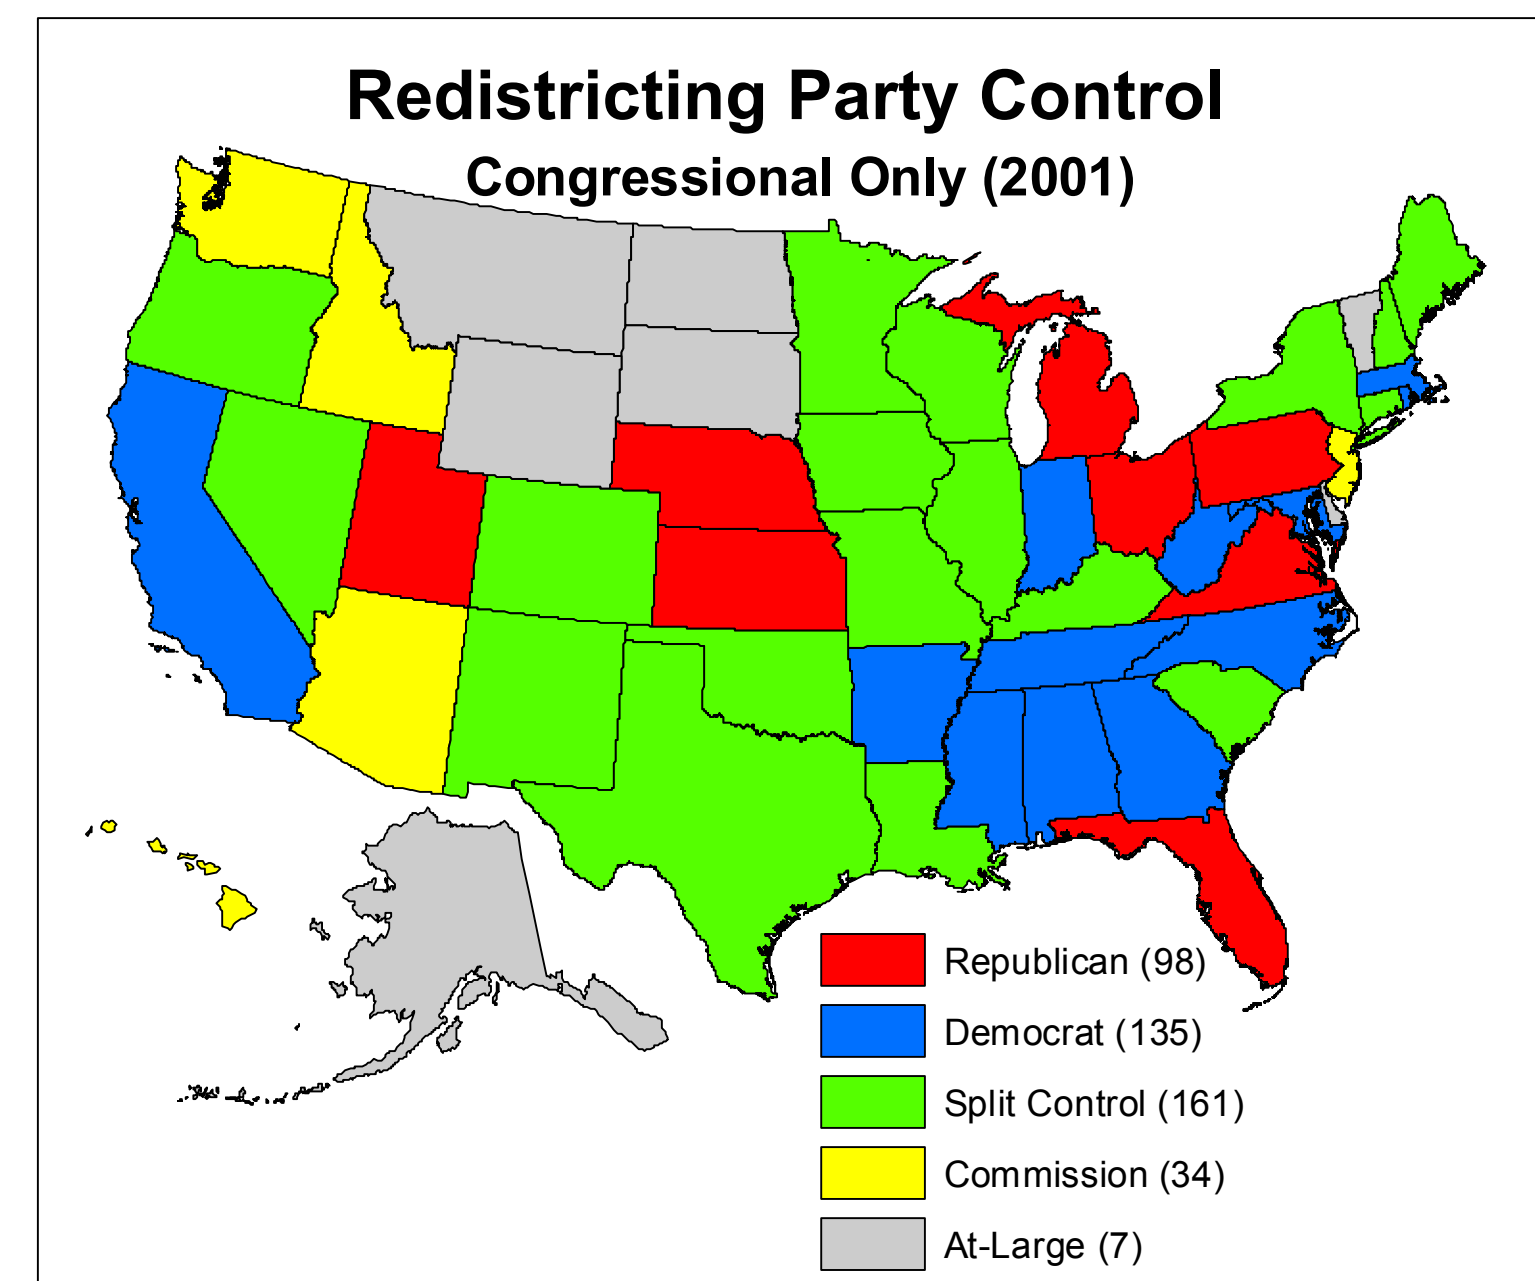 Redistricting Party Control
Congressional Only (2001)
Republican (98)
Democrat (135)
Split Control (161)
Commission (34)
At-Large (7)